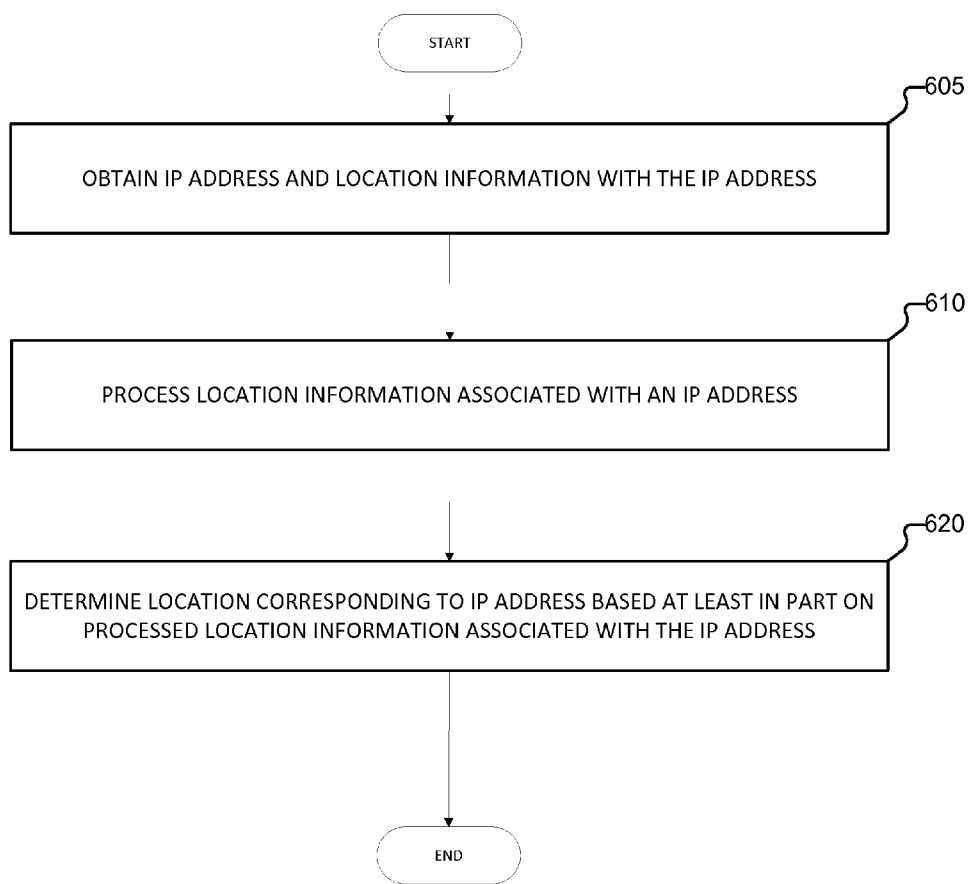 START
605
OBTAIN IP ADDRESS AND LOCATION INFORMATION WITH THE IP ADDRESS
610
PROCESS LOCATION INFORMATION ASSOCIATED WITH AN IP ADDRESS
620
DETERMINE LOCATION CORRESPONDING TO IP ADDRESS BASED AT LEAST IN PART ON
PROCESSED LOCATION INFORMATION ASSOCIATED WITH THE IP ADDRESS
END